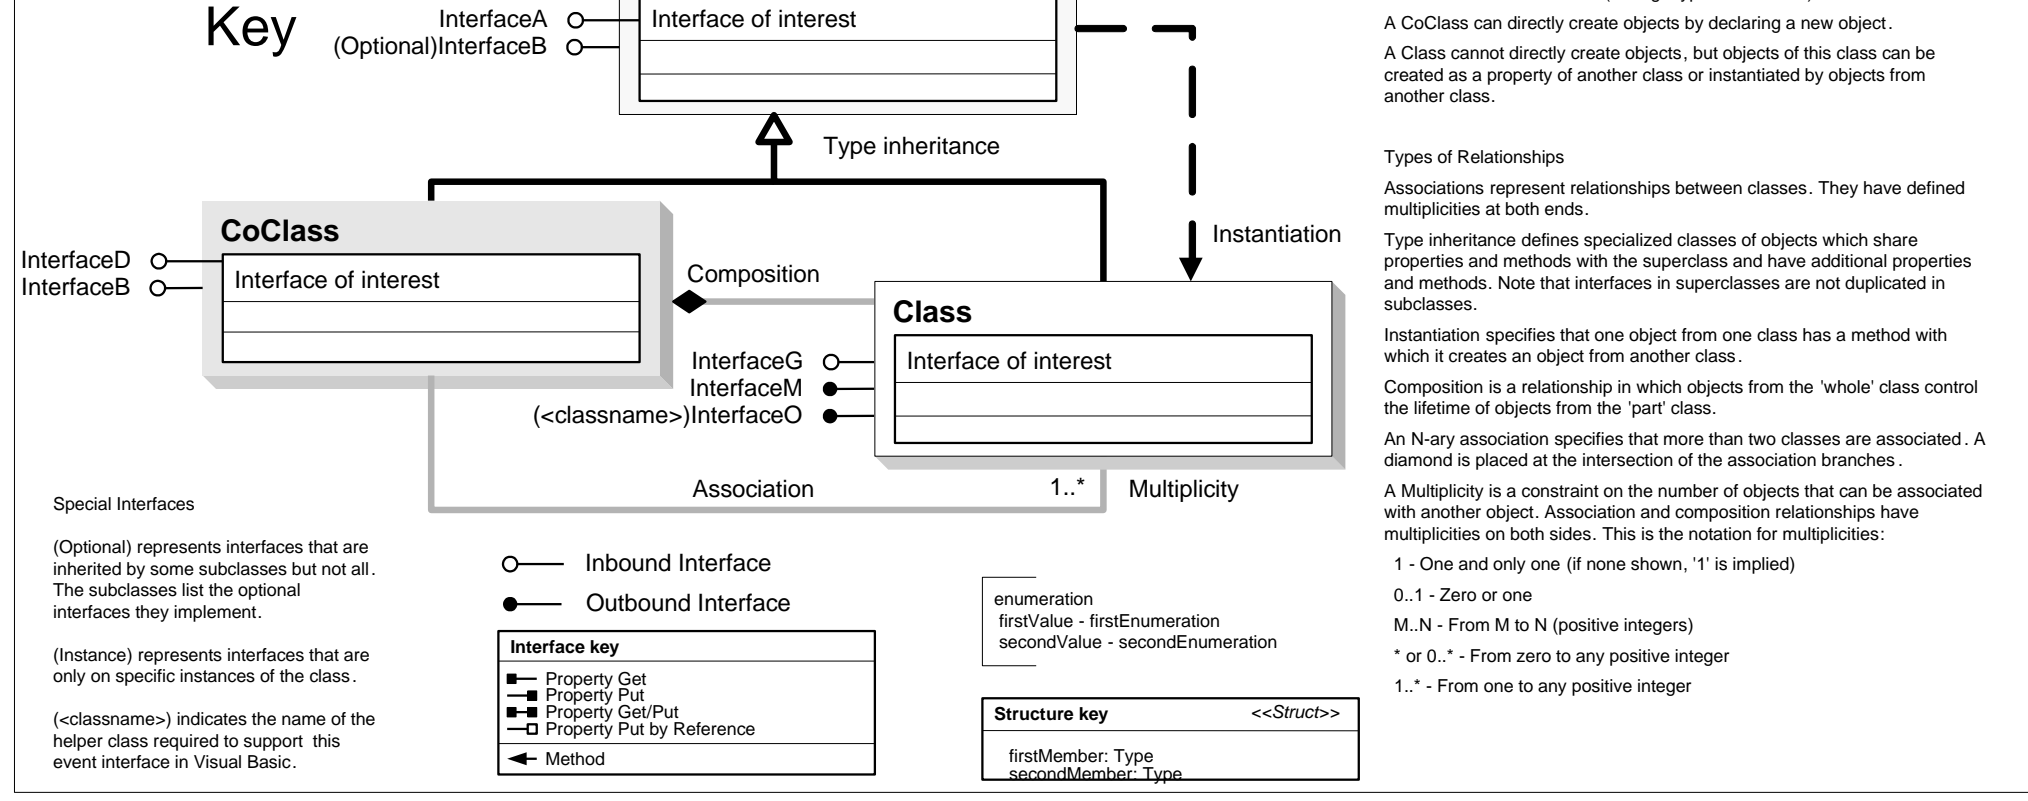 Key
InterfaceA
(Optional)InterfaceB
Interface of interest
Type inheritance
CoClass
InterfaceD
InterfaceB
Interface of interest
Composition
Instantiation
Class
InterfaceG
InterfaceM
(<classname>)InterfaceO
Interface of interest
Association
1..*
Multiplicity
Special Interfaces
(Optional) represents interfaces that are
inherited by some subclasses but not all.
The subclasses list the optional
interfaces they implement.
(Instance) represents interfaces that are
only on specific instances of the class.
(<classname>) indicates the name of the
helper class required to support this
event interface in Visual Basic.
Inbound Interface
Outbound Interface
Interface key
Property Get
Property Put
Property Get/Put
Property Put by Reference
Method
enumeration
firstValue - firstEnumeration
secondValue - secondEnumeration
Structure key
<<Struct>>
firstMember: Type
secondMember: Type
A CoClass can directly create objects by declaring a new object.
A Class cannot directly create objects, but objects of this class can be
created as a property of another class or instantiated by objects from
another class.
Types of Relationships
Associations represent relationships between classes. They have defined
multiplicities at both ends.
Type inheritance defines specialized classes of objects which share
properties and methods with the superclass and have additional properties
and methods. Note that interfaces in superclasses are not duplicated in
subclasses.
Instantiation specifies that one object from one class has a method with
which it creates an object from another class.
Composition is a relationship in which objects from the 'whole' class control
the lifetime of objects from the 'part' class.
An N-ary association specifies that more than two classes are associated. A
diamond is placed at the intersection of the association branches.
A Multiplicity is a constraint on the number of objects that can be associated
with another object. Association and composition relationships have
multiplicities on both sides. This is the notation for multiplicities:
1 - One and only one (if none shown, '1' is implied)
0..1 - Zero or one
M..N - From M to N (positive integers)
* or 0..* - From zero to any positive integer
1..* - From one to any positive integer